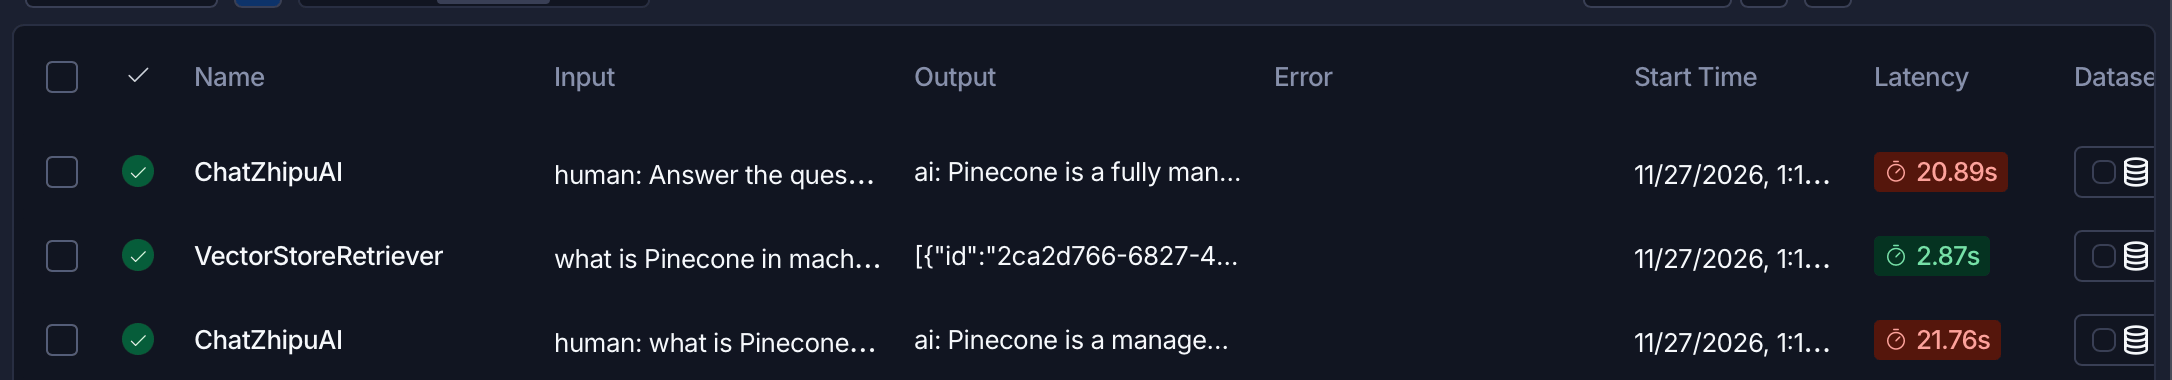 Name Input Output Error Start Time Latency Datase
ChatZhipuAI human: Answer the ques... ai: Pinecone is a fully man... 11/27/2026, 1:1... 20.89s
VectorStoreRetriever what is Pinecone in mach... [{"id":"2ca2d766-6827-4... 11/27/2026, 1:1... 2.87s
ChatZhipuAI human: what is Pinecone... ai: Pinecone is a manage... 11/27/2026, 1:1... 21.76s